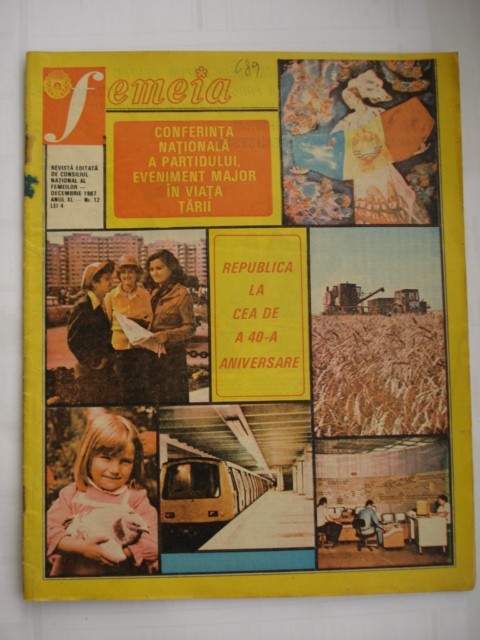 femeia
689
CONFERINȚA
NAȚIONALĂ
A PARTIDULUI,
EVENIMENT MAJOR
ÎN VIAȚA
ȚĂRII
REVISTĂ EDITATĂ
DE CONSILIUL
NAȚIONAL AL
FEMEILOR —
DECEMBRIE 1987
ANUL XL — Nr. 12
LEI 4
REPUBLICA
LA
CEA DE
A 40-A
ANIVERSARE